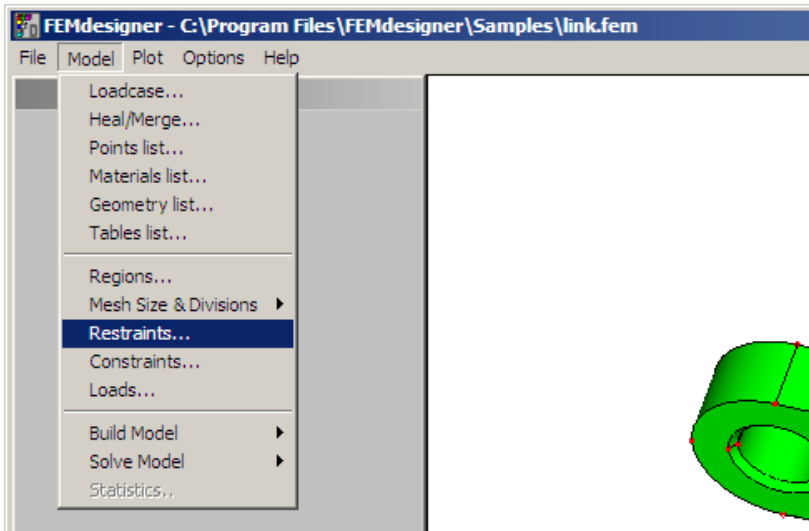 FEMdesigner - C:\Program Files\FEMdesigner\Samples\link.fem
File Model Plot Options Help
Loadcase...
Heal/Merge...
Points list...
Materials list...
Geometry list...
Tables list...
Regions...
Mesh Size & Divisions
Restraints...
Constraints...
Loads...
Build Model
Solve Model
Statistics..